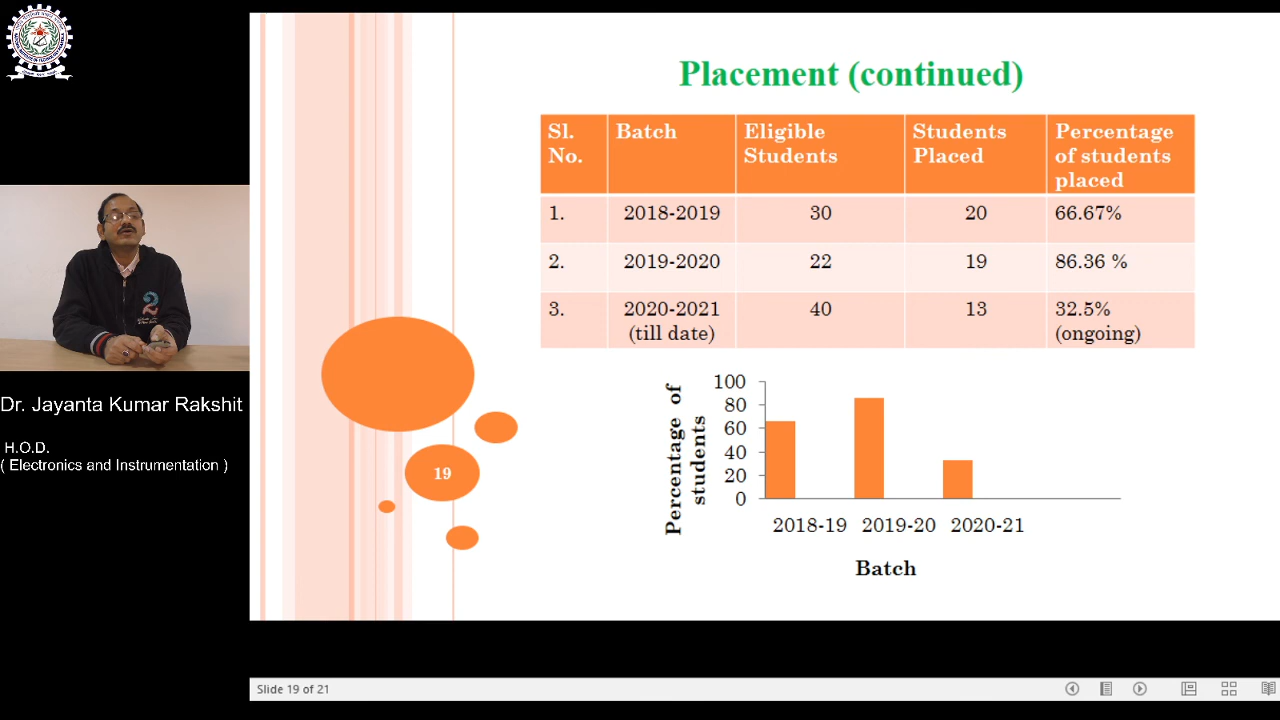 Placement (continued)
Sl. No. Batch Eligible Students Students Placed Percentage of students placed
1. 2018-2019 30 20 66.67%
2. 2019-2020 22 19 86.36 %
3. 2020-2021 (till date) 40 13 32.5% (ongoing)
Percentage of students
100
80
60
40
20
0
2018-19 2019-20 2020-21
Batch
19
Dr. Jayanta Kumar Rakshit
H.O.D.
( Electronics and Instrumentation )
Slide 19 of 21
2